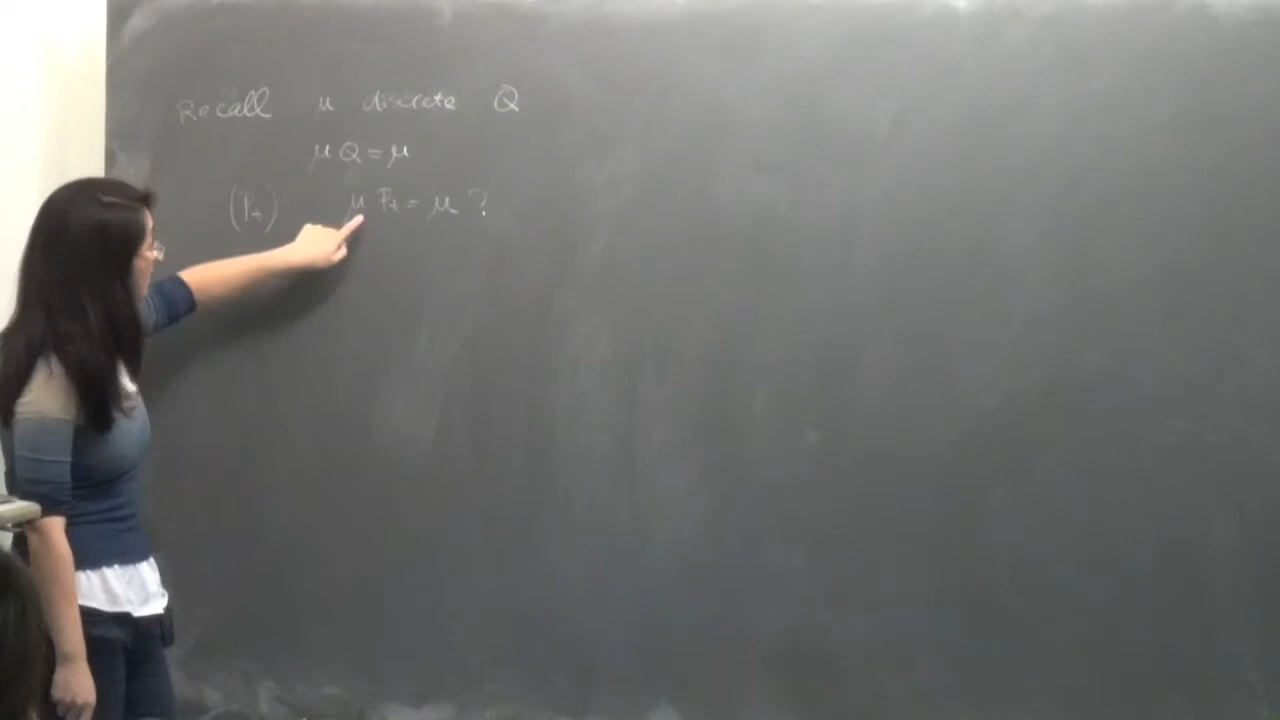 Recall μ discrete Q
μQ = μ
(P_t) μP_t = μ ?